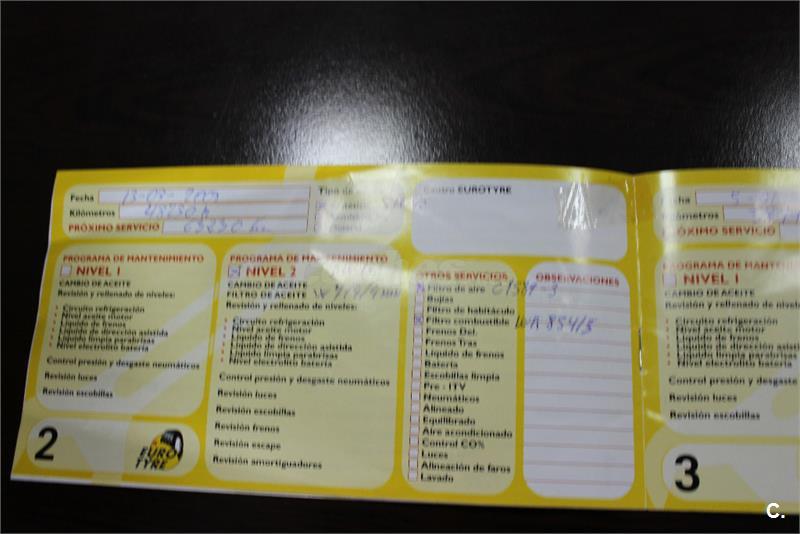 Fecha 13-03-
Kilómetros
PRÓXIMO SERVICIO
Tipo de
Centro EUROTYRE
PROGRAMA DE MANTENIMIENTO
NIVEL 1
CAMBIO DE ACEITE
Revisión y rellenado de niveles:
Circuito refrigeración
Nivel aceite motor
Líquido de frenos
Líquido de dirección asistida
Líquido limpia parabrisas
Nivel electrolito batería
Control presión y desgaste neumáticos
Revisión luces
Revisión escobillas
2
EURO
TYRE
PROGRAMA DE MANTENIMIENTO
NIVEL 2
CAMBIO DE ACEITE
FILTRO DE ACEITE
Revisión y rellenado de niveles:
Circuito refrigeración
Líquido de frenos
Líquido de dirección asistida
Líquido limpia parabrisas
Nivel electrolito batería
Control presión y desgaste neumáticos
Revisión luces
Revisión escobillas
Revisión frenos
Revisión escape
Revisión amortiguadores
OTROS SERVICIOS
Filtro de aire
Bujías
Filtro de habitáculo
Filtro combustible
Frenos Del.
Frenos Tras
Líquido de frenos
Batería
Escobillas limpia
Pre - ITV
Neumáticos
Alineado
Equilibrado
Aire acondicionado
Control CO%
Luces
Alineación de faros
Lavado
OBSERVACIONES
Fecha
Kilómetros
PRÓXIMO SERVICIO
PROGRAMA DE
NIVEL 1
CAMBIO DE ACEITE
Revisión y rellenado de niveles:
Circuito refrigeración
Nivel aceite motor
Líquido de frenos
Líquido de dirección
Líquido limpia parabrisas
Nivel electrolito batería
Control presión y desgaste
Revisión luces
Revisión escobillas
3
C.